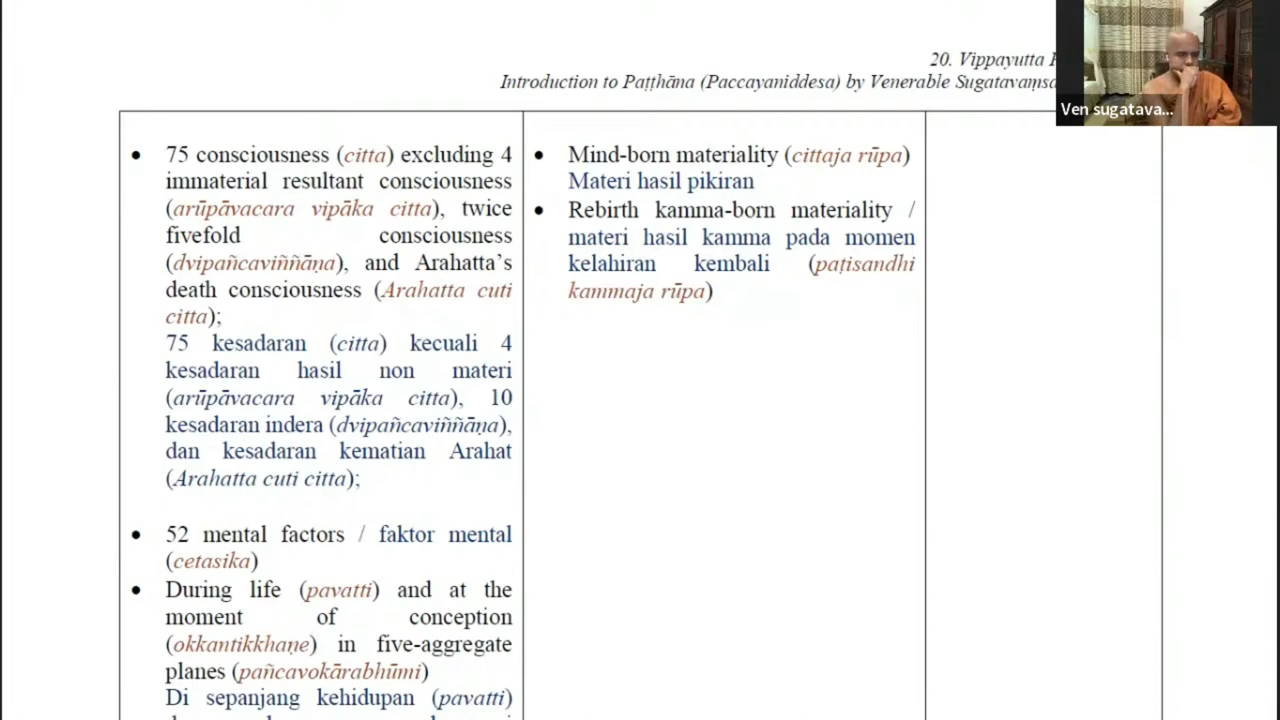 20. Vippayutta
Introduction to Paṭṭhāna (Paccayaniddesa) by Venerable Sugatavaṃsa
Ven sugatava...
• 75 consciousness (citta) excluding 4
immaterial resultant consciousness
(arūpāvacara vipāka citta), twice
fivefold consciousness
(dvipañcaviññāṇa), and Arahatta’s
death consciousness (Arahatta cuti
citta);
75 kesadaran (citta) kecuali 4
kesadaran hasil non materi
(arūpāvacara vipāka citta), 10
kesadaran indera (dvipañcaviññāṇa),
dan kesadaran kematian Arahat
(Arahatta cuti citta);
• 52 mental factors / faktor mental
(cetasika)
• During life (pavatti) and at the
moment of conception
(okkantikkhaṇe) in five-aggregate
planes (pañcavokārabhūmi)
Di sepanjang kehidupan (pavatti)
• Mind-born materiality (cittaja rūpa)
Materi hasil pikiran
• Rebirth kamma-born materiality /
materi hasil kamma pada momen
kelahiran kembali (paṭisandhi
kammaja rūpa)